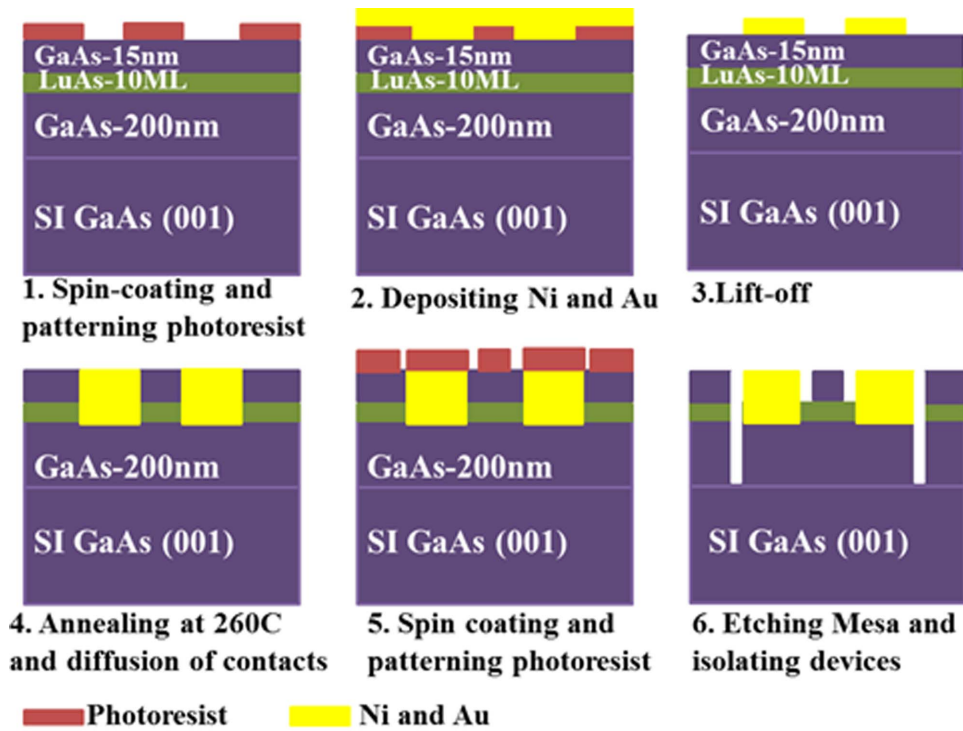 GaAs-15nm
LuAs-10ML
GaAs-200nm
SI GaAs (001)
1. Spin-coating and
patterning photoresist
GaAs-15nm
LuAs-10ML
GaAs-200nm
SI GaAs (001)
2. Depositing Ni and Au
GaAs-15nm
LuAs-10ML
GaAs-200nm
SI GaAs (001)
3.Lift-off
GaAs-200nm
SI GaAs (001)
4. Annealing at 260C
and diffusion of contacts
GaAs-200nm
SI GaAs (001)
5. Spin coating and
patterning photoresist
SI GaAs (001)
6. Etching Mesa and
isolating devices
Photoresist
Ni and Au